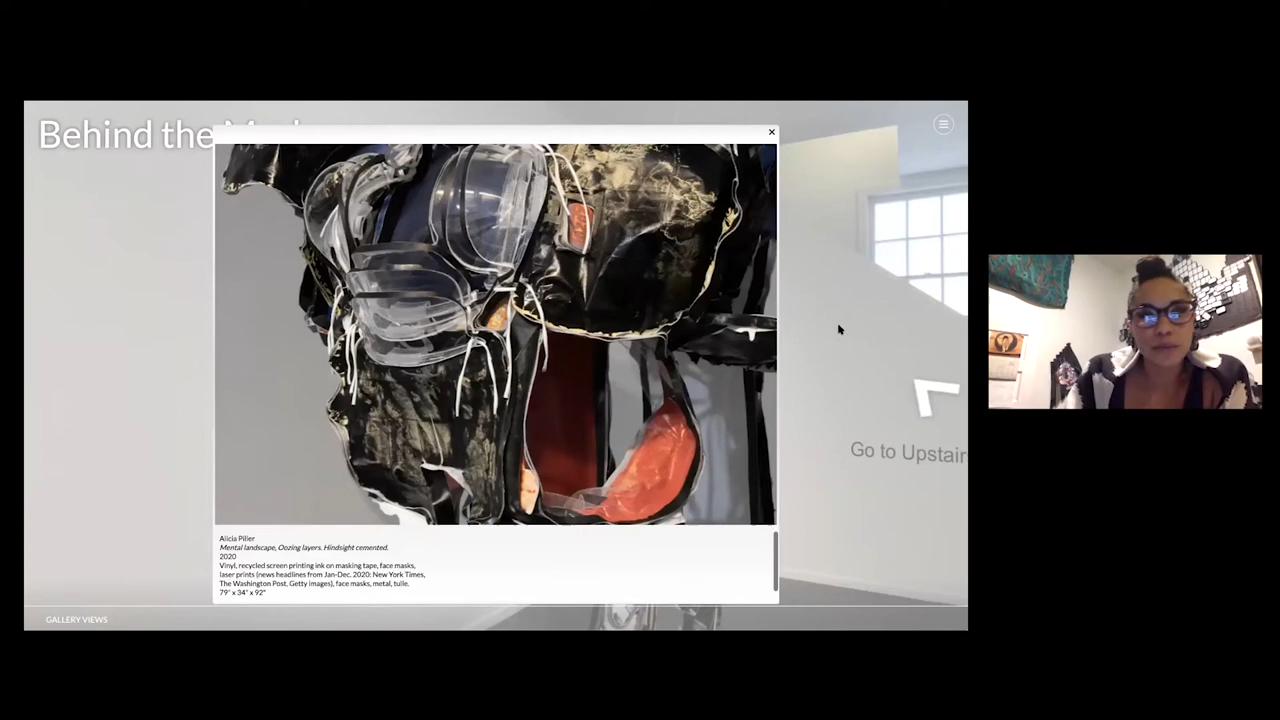 Behind the
Alicia Piller
Mental landscape, Oozing layers. Hindsight cemented.
2020
Vinyl, recycled screen printing ink on masking tape, face masks,
laser prints (news headlines from Jan-Dec. 2020: New York Times,
The Washington Post, Getty images), face masks, metal, tulle.
79" x 34" x 92"
Go to Upstair
GALLERY VIEWS